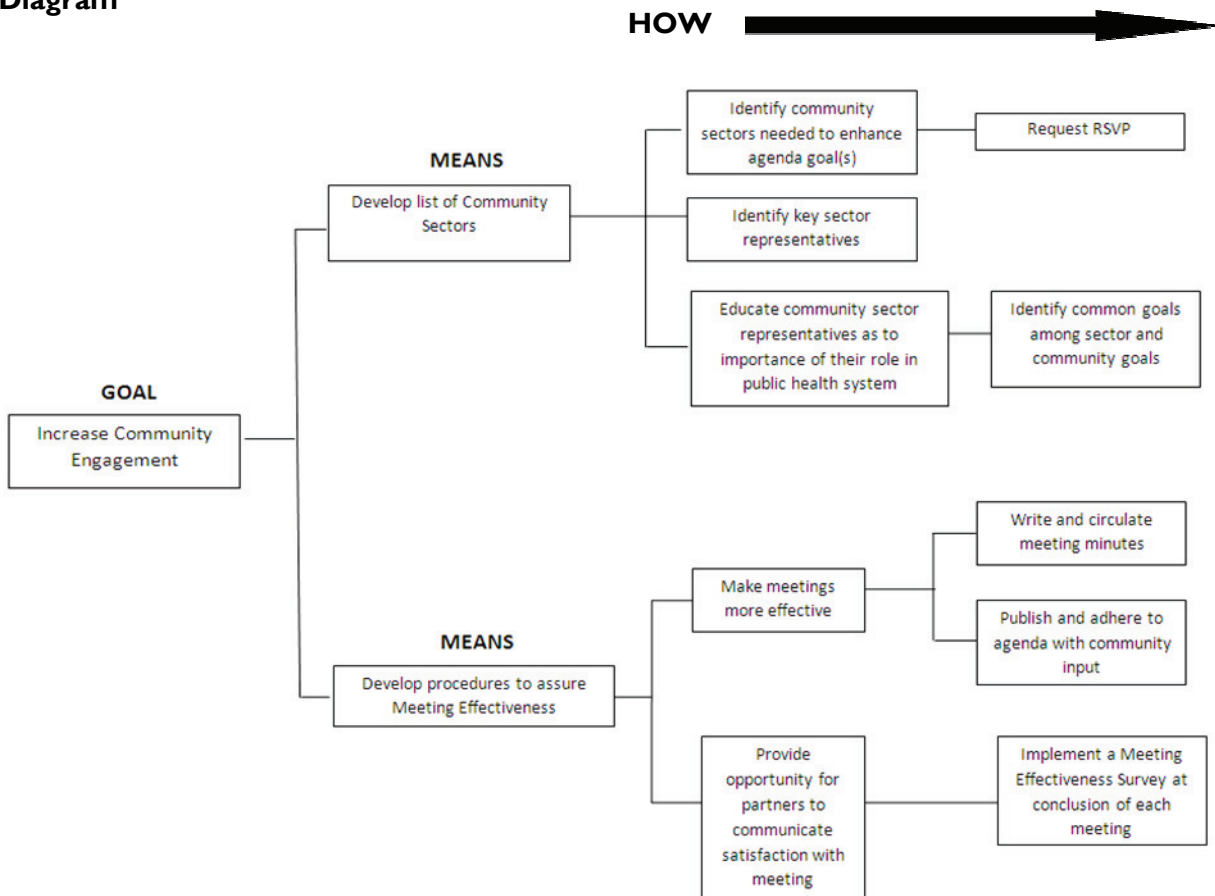 Diagram
HOW
Identify community
sectors needed to enhance
agenda goal(s)
Request RSVP
MEANS
Develop list of Community
Sectors
Identify key sector
representatives
Educate community sector
representatives as to
importance of their role in
public health system
Identify common goals
among sector and
community goals
GOAL
Increase Community
Engagement
Write and circulate
meeting minutes
Make meetings
more effective
Publish and adhere to
agenda with community
input
MEANS
Develop procedures to assure
Meeting Effectiveness
Provide
opportunity for
partners to
communicate
satisfaction with
meeting
Implement a Meeting
Effectiveness Survey at
conclusion of each
meeting